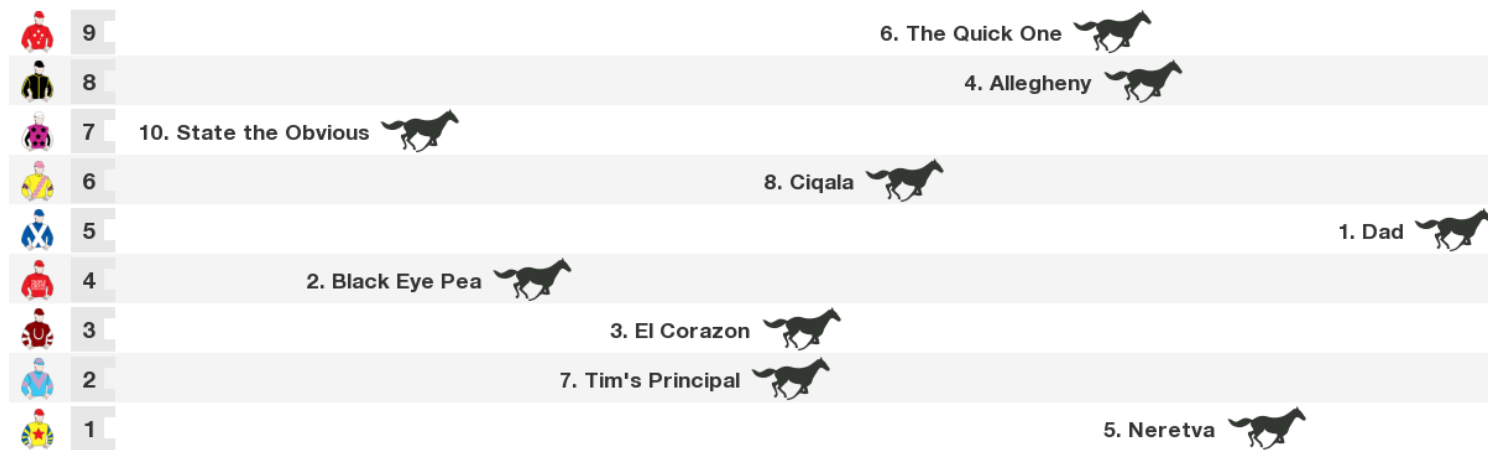 9 6. The Quick One
8 4. Allegheny
7 10. State the Obvious
6 8. Ciqala
5 1. Dad
4 2. Black Eye Pea
3 3. El Corazon
2 7. Tim's Principal
1 5. Neretva